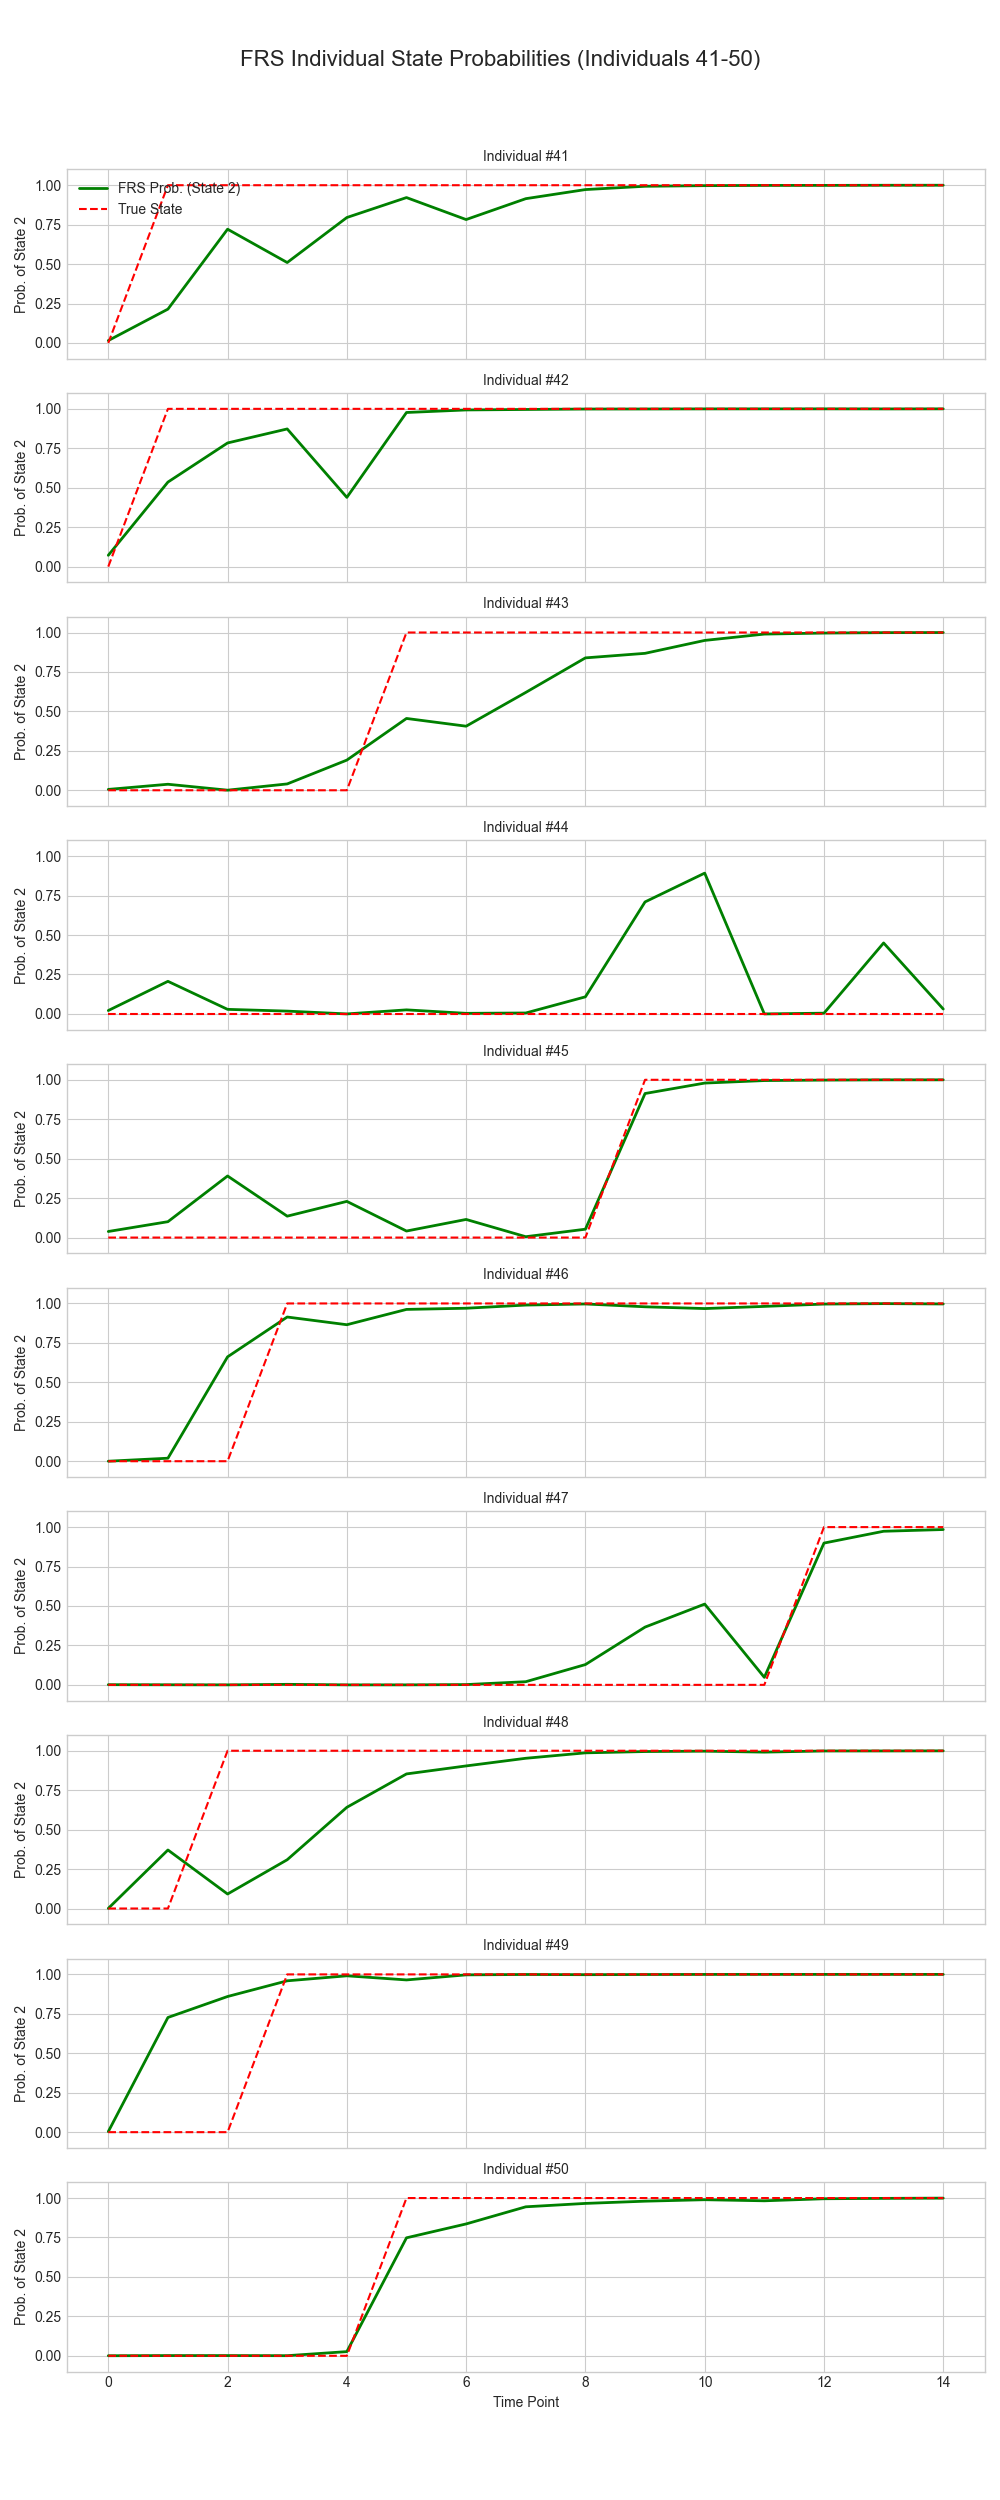 FRS Individual State Probabilities (Individuals 41-50)
Individual #41
FRS Prob. (State 2)
True State
1.00
0.75
0.50
0.25
0.00
Prob. of State 2
Individual #42
1.00
0.75
0.50
0.25
0.00
Prob. of State 2
Individual #43
1.00
0.75
0.50
0.25
0.00
Prob. of State 2
Individual #44
1.00
0.75
0.50
0.25
0.00
Prob. of State 2
Individual #45
1.00
0.75
0.50
0.25
0.00
Prob. of State 2
Individual #46
1.00
0.75
0.50
0.25
0.00
Prob. of State 2
Individual #47
1.00
0.75
0.50
0.25
0.00
Prob. of State 2
Individual #48
1.00
0.75
0.50
0.25
0.00
Prob. of State 2
Individual #49
1.00
0.75
0.50
0.25
0.00
Prob. of State 2
Individual #50
1.00
0.75
0.50
0.25
0.00
Prob. of State 2
0 2 4 6 8 10 12 14
Time Point